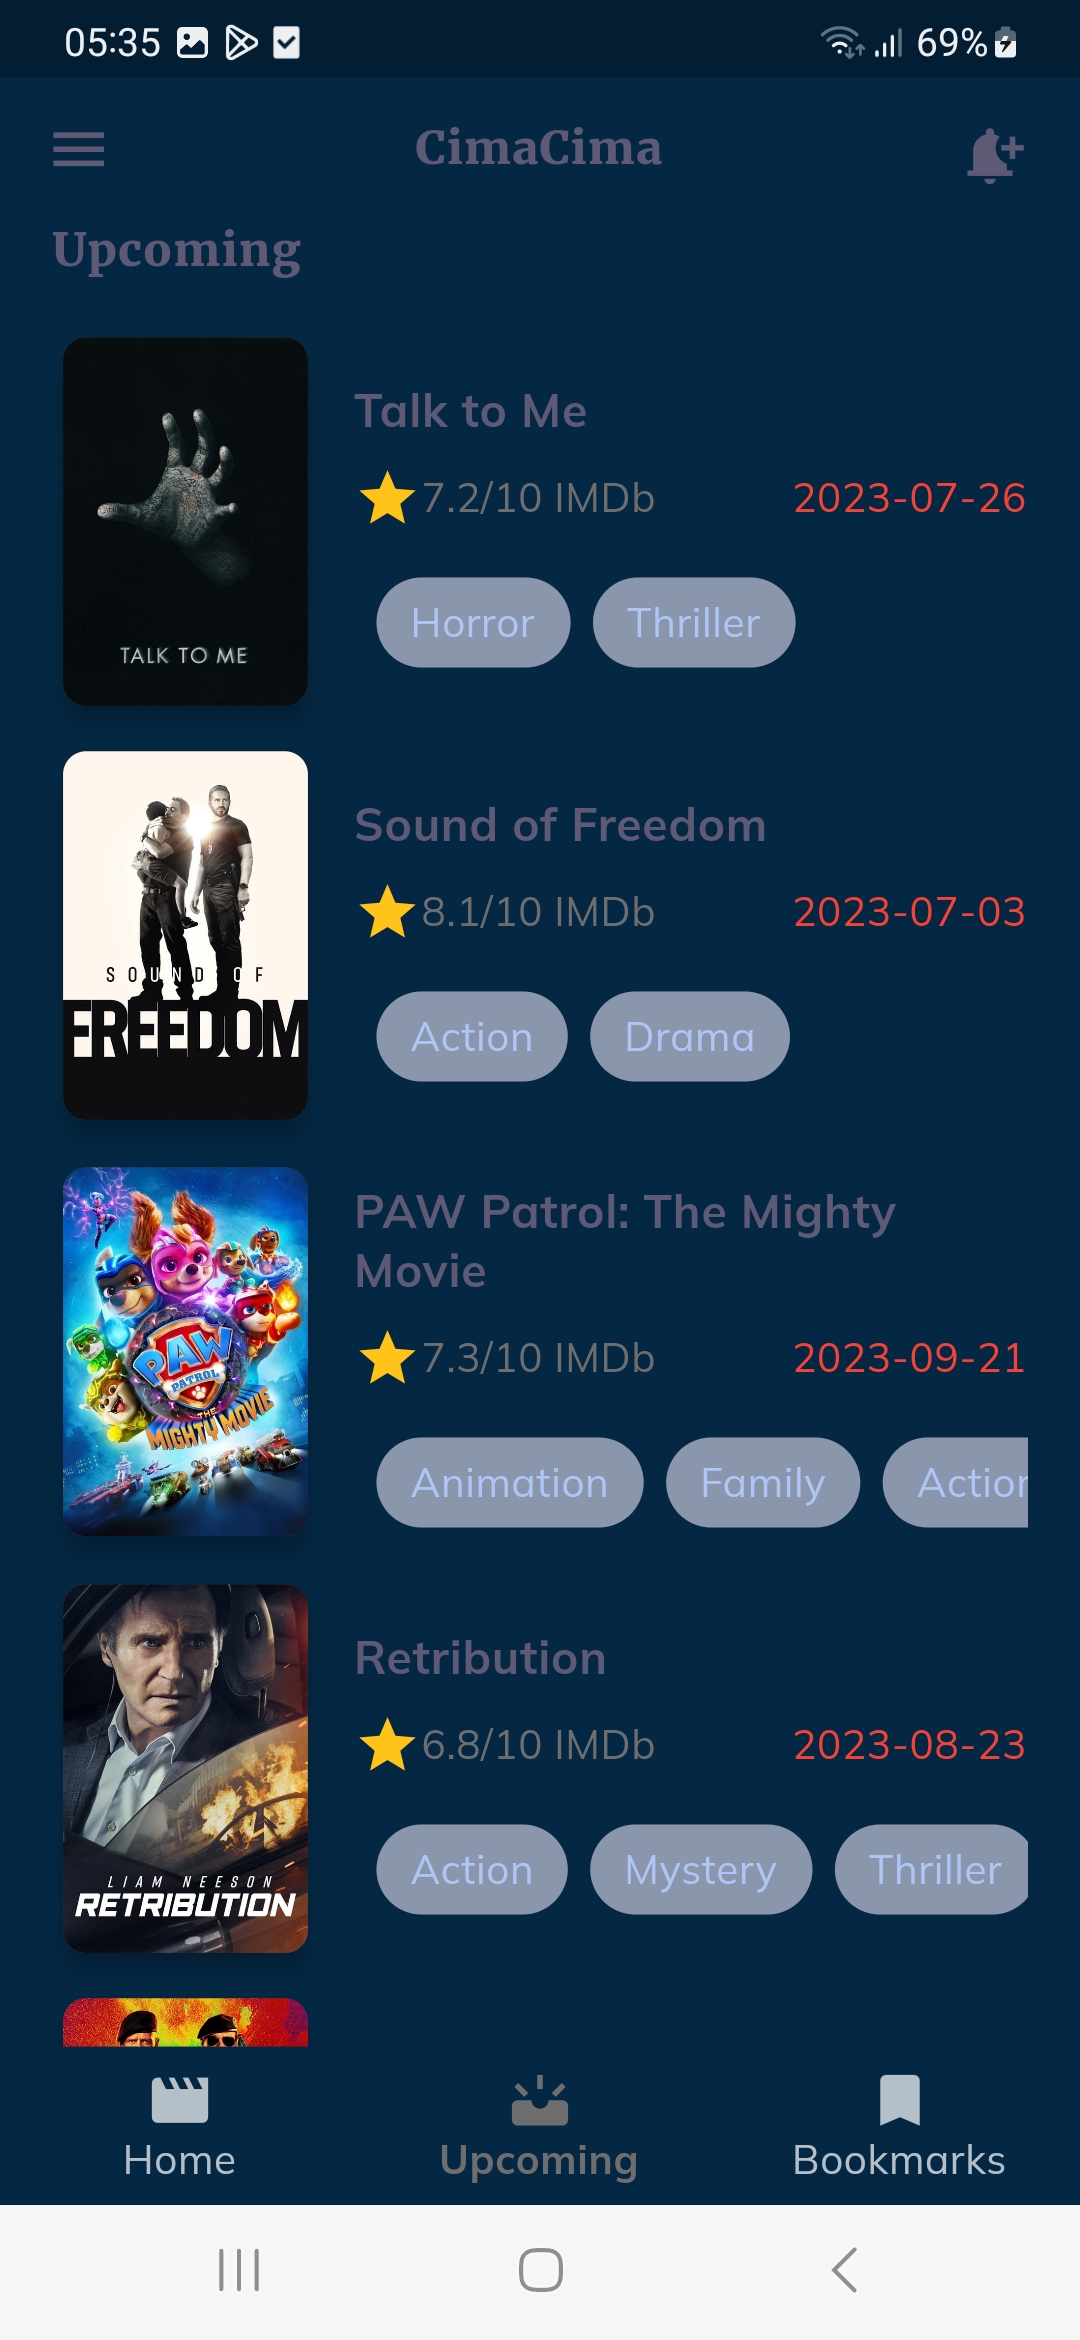 05:35
69%
CimaCima
Upcoming
TALK TO ME
Talk to Me
7.2/10 IMDb
2023-07-26
Horror
Thriller
SOUND OF
FREEDOM
Sound of Freedom
8.1/10 IMDb
2023-07-03
Action
Drama
PAW
PATROL
THE
MIGHTY MOVIE
PAW Patrol: The Mighty
Movie
7.3/10 IMDb
2023-09-21
Animation
Family
Action
LIAM NEESON
RETRIBUTION
Retribution
6.8/10 IMDb
2023-08-23
Action
Mystery
Thriller
Home
Upcoming
Bookmarks